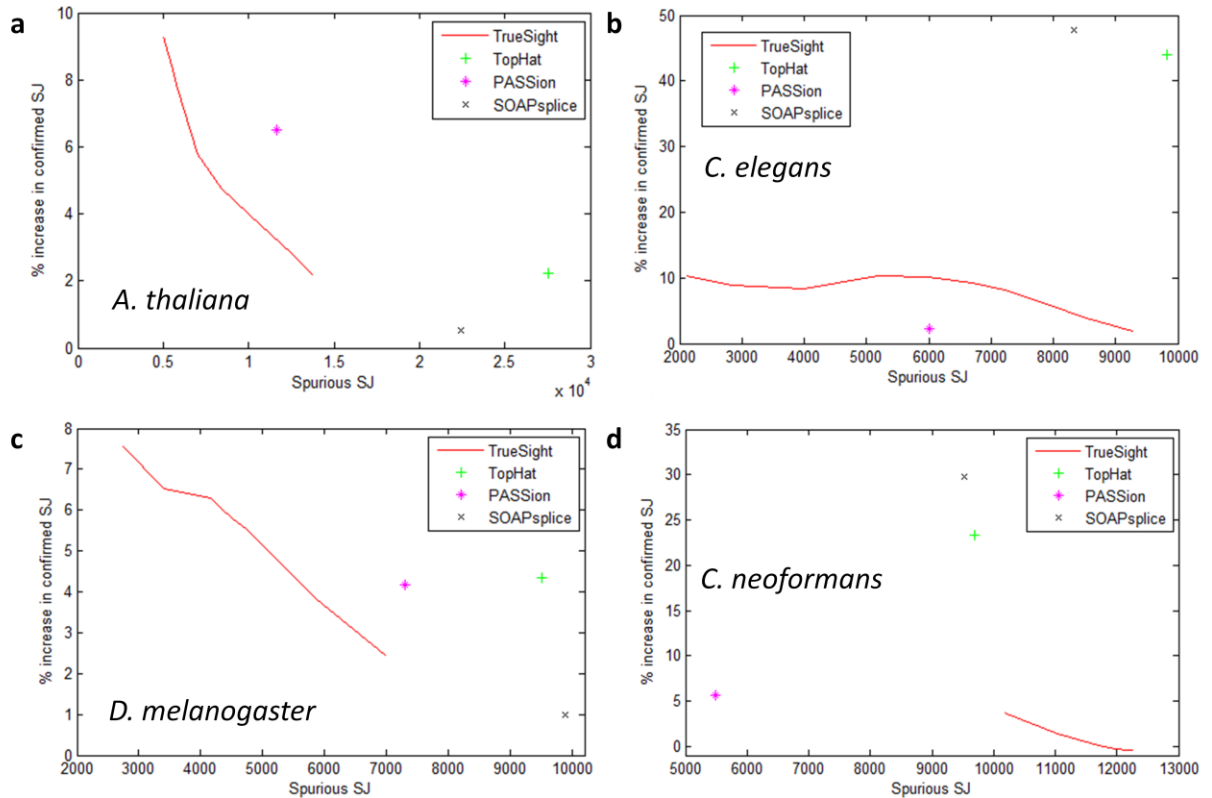 a
10
8
6
4
2
0
% increase in confirmed SJ
TrueSight
TopHat
PASSion
SOAPsplice
A. thaliana
0 0.5 1 1.5 2 2.5 3
Spurious SJ
x 10^4
b
50
40
30
20
10
0
% increase in confirmed SJ
TrueSight
TopHat
PASSion
SOAPsplice
C. elegans
2000 3000 4000 5000 6000 7000 8000 9000 10000
Spurious SJ
c
8
7
6
5
4
3
2
1
0
% increase in confirmed SJ
TrueSight
TopHat
PASSion
SOAPsplice
D. melanogaster
2000 3000 4000 5000 6000 7000 8000 9000 10000
Spurious SJ
d
35
30
25
20
15
10
5
0
% increase in confirmed SJ
TrueSight
TopHat
PASSion
SOAPsplice
C. neoformans
5000 6000 7000 8000 9000 10000 11000 12000 13000
Spurious SJ